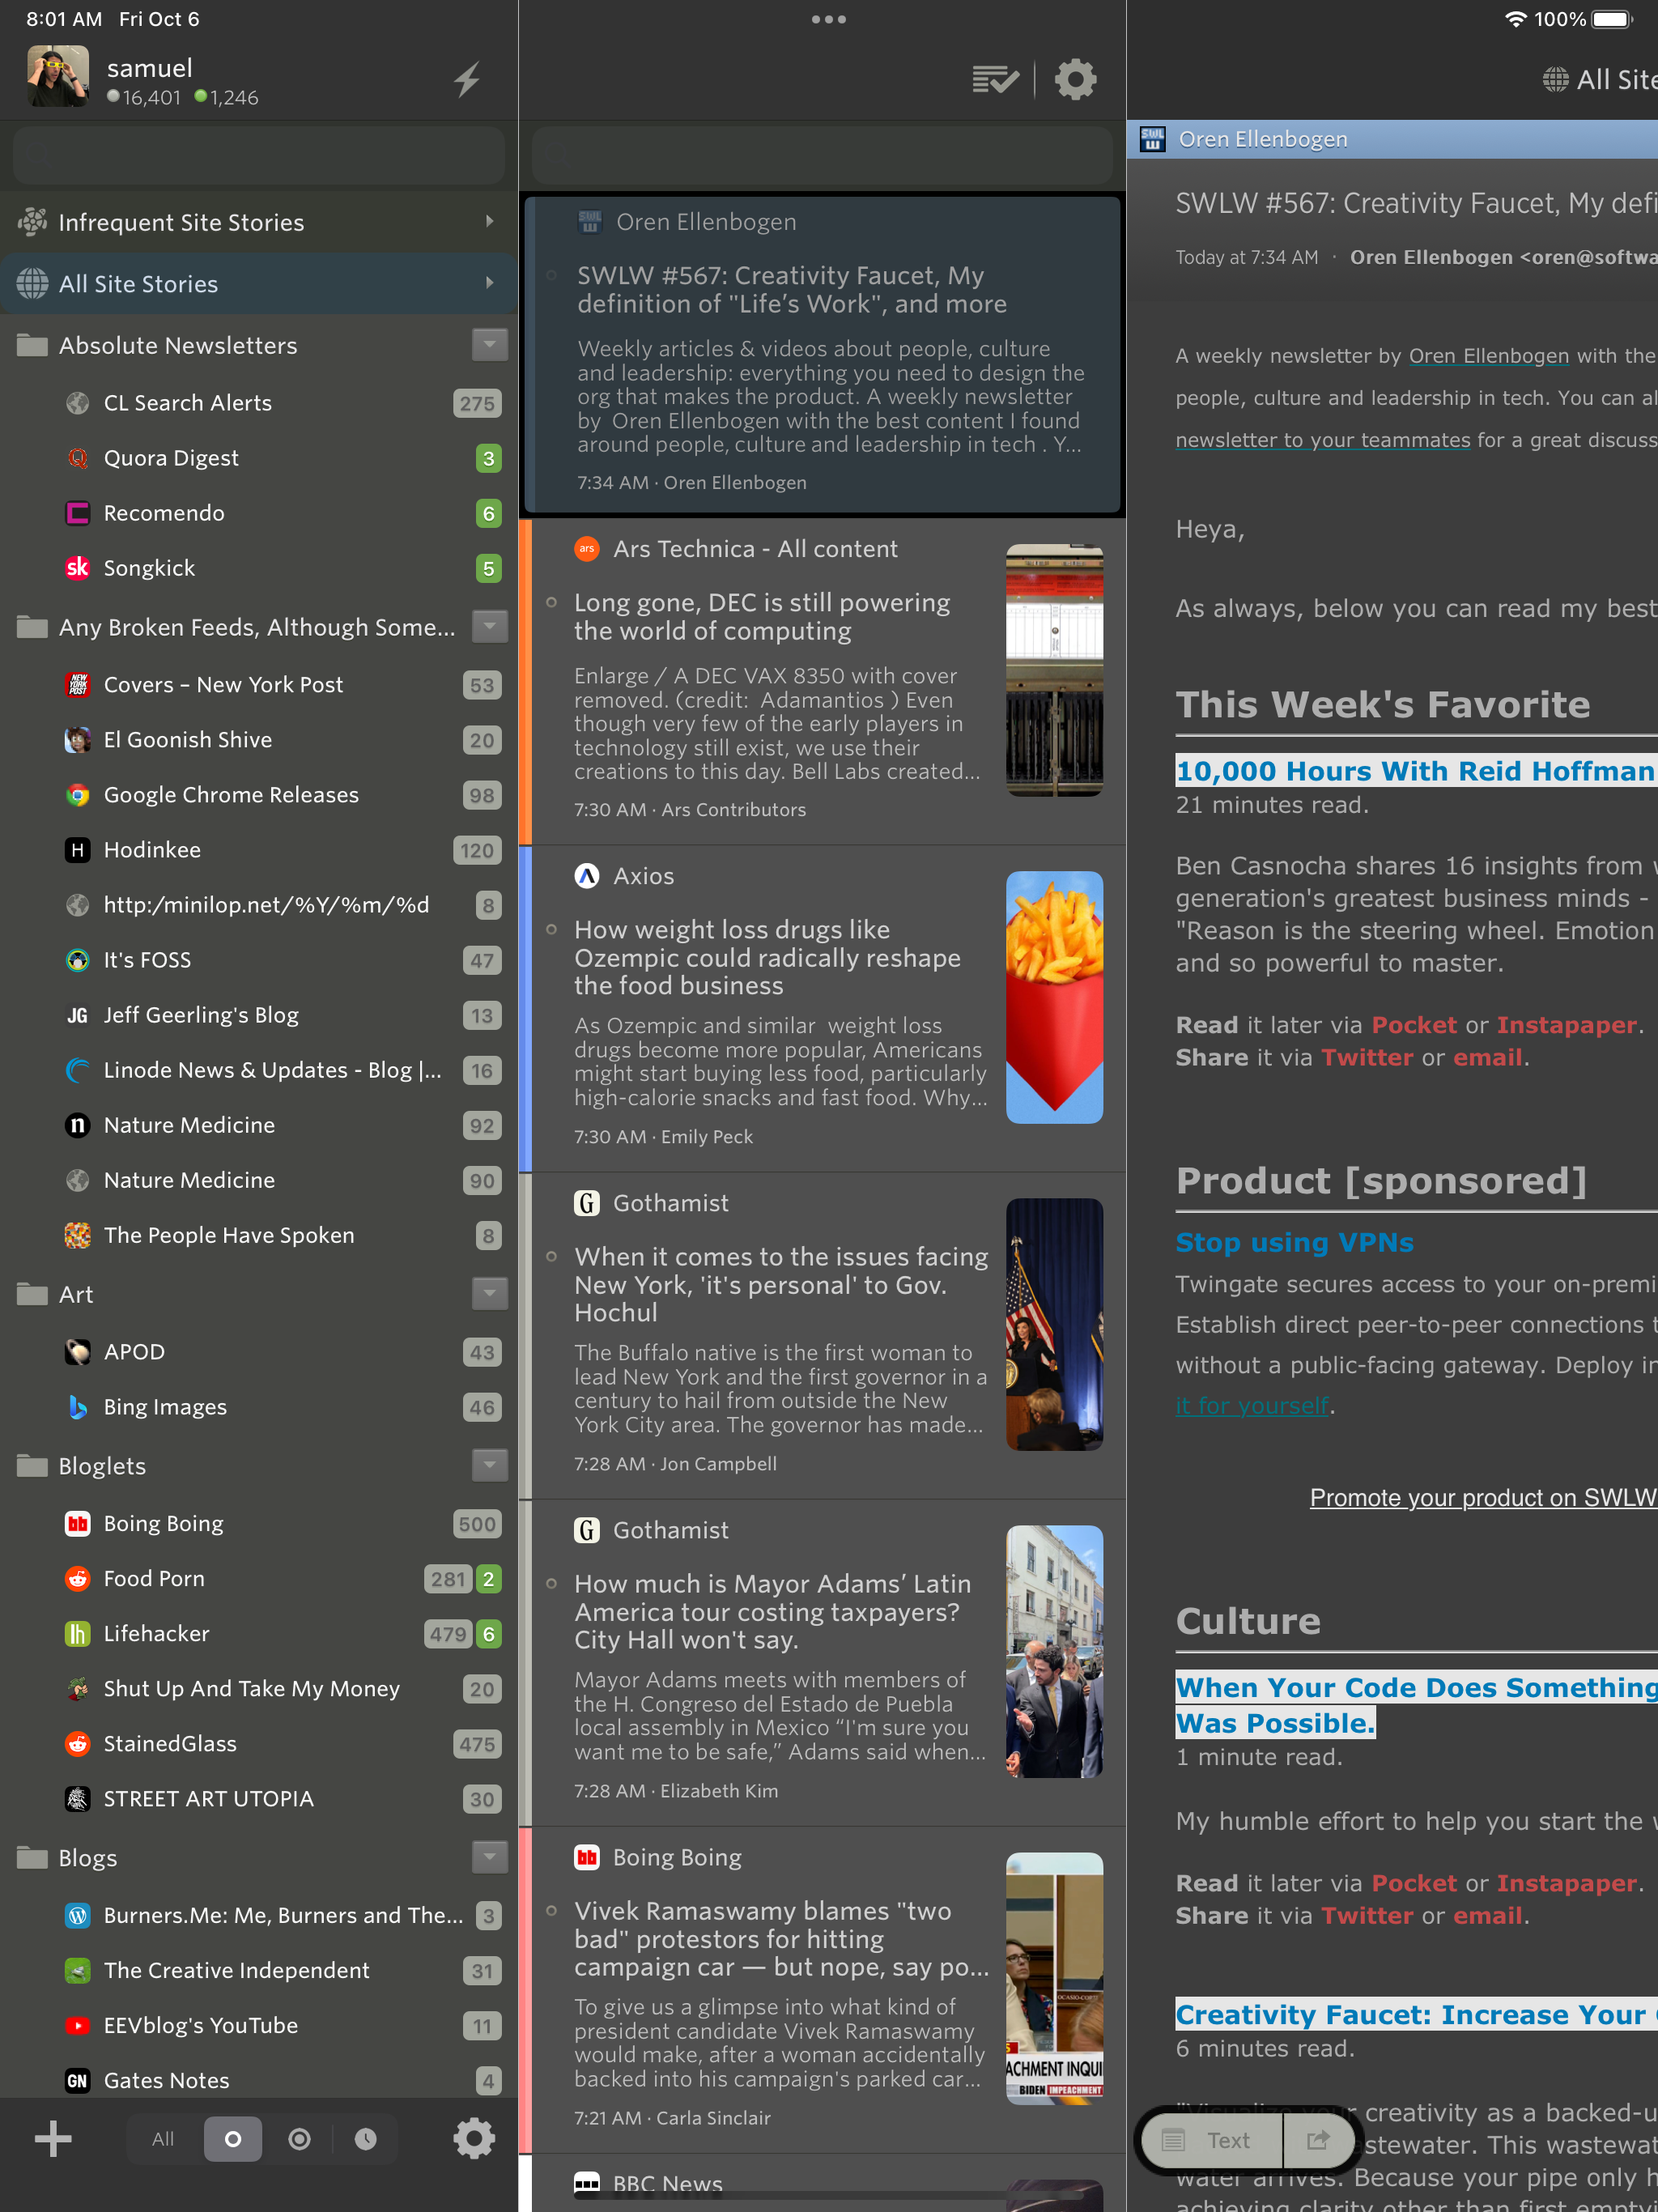 8:01 AM Fri Oct 6
100%
samuel
16,401 1,246
Infrequent Site Stories
All Site Stories
Absolute Newsletters
CL Search Alerts 275
Quora Digest 3
Recomendo 6
sk Songkick 5
Any Broken Feeds, Although Some...
NEW YORK POST Covers – New York Post 53
El Goonish Shive 20
Google Chrome Releases 98
H Hodinkee 120
http:/minilop.net/%Y/%m/%d 8
It's FOSS 47
JG Jeff Geerling's Blog 13
Linode News & Updates - Blog |... 16
n Nature Medicine 92
Nature Medicine 90
The People Have Spoken 8
Art
APOD 43
Bing Images 46
Bloglets
bb Boing Boing 500
Food Porn 281 2
lh Lifehacker 479 6
Shut Up And Take My Money 20
StainedGlass 475
STREET ART UTOPIA 30
Blogs
Burners.Me: Me, Burners and The... 3
The Creative Independent 31
EEVblog's YouTube 11
GN Gates Notes 4
All
SWL W Oren Ellenbogen
SWLW #567: Creativity Faucet, My
definition of "Life’s Work", and more
Weekly articles & videos about people, culture
and leadership: everything you need to design the
org that makes the product. A weekly newsletter
by Oren Ellenbogen with the best content I found
around people, culture and leadership in tech . Y...
7:34 AM · Oren Ellenbogen
ars Ars Technica - All content
Long gone, DEC is still powering
the world of computing
Enlarge / A DEC VAX 8350 with cover
removed. (credit: Adamantios ) Even
though very few of the early players in
technology still exist, we use their
creations to this day. Bell Labs created...
7:30 AM · Ars Contributors
Axios
How weight loss drugs like
Ozempic could radically reshape
the food business
As Ozempic and similar weight loss
drugs become more popular, Americans
might start buying less food, particularly
high-calorie snacks and fast food. Why...
7:30 AM · Emily Peck
G Gothamist
When it comes to the issues facing
New York, 'it's personal' to Gov.
Hochul
The Buffalo native is the first woman to
lead New York and the first governor in a
century to hail from outside the New
York City area. The governor has made...
7:28 AM · Jon Campbell
G Gothamist
How much is Mayor Adams’ Latin
America tour costing taxpayers?
City Hall won't say.
Mayor Adams meets with members of
the H. Congreso del Estado de Puebla
local assembly in Mexico “I'm sure you
want me to be safe,” Adams said when...
7:28 AM · Elizabeth Kim
bb Boing Boing
Vivek Ramaswamy blames "two
bad" protestors for hitting
campaign car — but nope, say po...
To give us a glimpse into what kind of
president candidate Vivek Ramaswamy
would make, after a woman accidentally
backed into his campaign's parked car...
7:21 AM · Carla Sinclair
OCASIO-CORT
ACHMENT INQUI
BIDEN IMPEACHMENT
BBC News
All Site
SWL W Oren Ellenbogen
SWLW #567: Creativity Faucet, My defi
Today at 7:34 AM · Oren Ellenbogen <oren@softwa
A weekly newsletter by Oren Ellenbogen with the
people, culture and leadership in tech. You can al
newsletter to your teammates for a great discuss
Heya,
As always, below you can read my best
This Week's Favorite
10,000 Hours With Reid Hoffman
21 minutes read.
Ben Casnocha shares 16 insights from w
generation's greatest business minds -
"Reason is the steering wheel. Emotion
and so powerful to master.
Read it later via Pocket or Instapaper.
Share it via Twitter or email.
Product [sponsored]
Stop using VPNs
Twingate secures access to your on-premi
Establish direct peer-to-peer connections t
without a public-facing gateway. Deploy in
it for yourself.
Promote your product on SWLW
Culture
When Your Code Does Something
Was Possible.
1 minute read.
My humble effort to help you start the w
Read it later via Pocket or Instapaper.
Share it via Twitter or email.
Creativity Faucet: Increase Your
6 minutes read.
"Visualize your creativity as a backed-u
astewater. This wastewat
water arrives. Because your pipe only h
achieving clarity other than first emptyi
Text